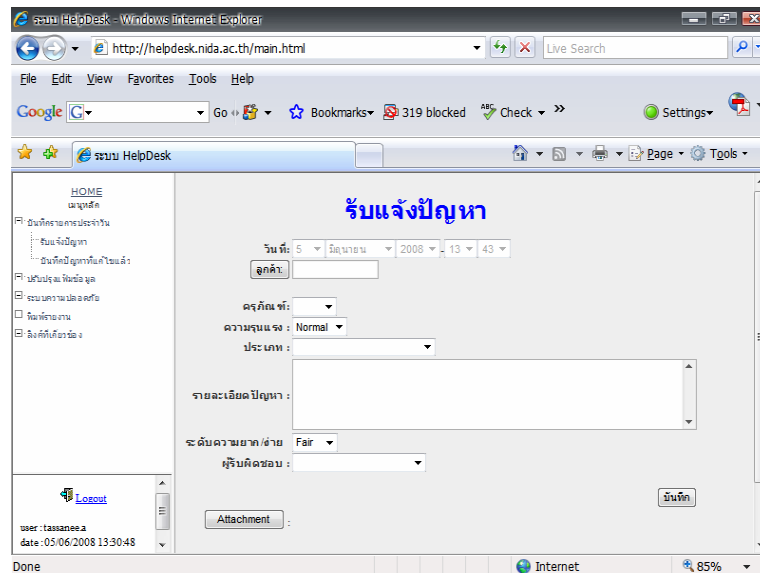 ระบบ HelpDesk - Windows Internet Explorer
http://helpdesk.nida.ac.th/main.html
Live Search
File Edit View Favorites Tools Help
Google G Go Bookmarks 319 blocked ABC Check » Settings
ระบบ HelpDesk
Page Tools
HOME
เมนูหลัก
บันทึกรายการประจำวัน
รับแจ้งปัญหา
บันทึกปัญหาที่แก้ไขแล้ว
ปรับปรุงแฟ้มข้อมูล
ระบบความปลอดภัย
พิมพ์รายงาน
ลิงค์ที่เกี่ยวข้อง
Logout
user : tassanee.a
date : 05/06/2008 13:30:48
รับแจ้งปัญหา
วันที่: 5 มิถุนายน 2008 - 13 43
ลูกค้า:
ครุภัณฑ์:
ความรุนแรง : Normal
ประเภท :
รายละเอียดปัญหา :
ระดับความยาก/ง่าย Fair
ผู้รับผิดชอบ :
บันทึก
Attachment :
Done Internet 85%